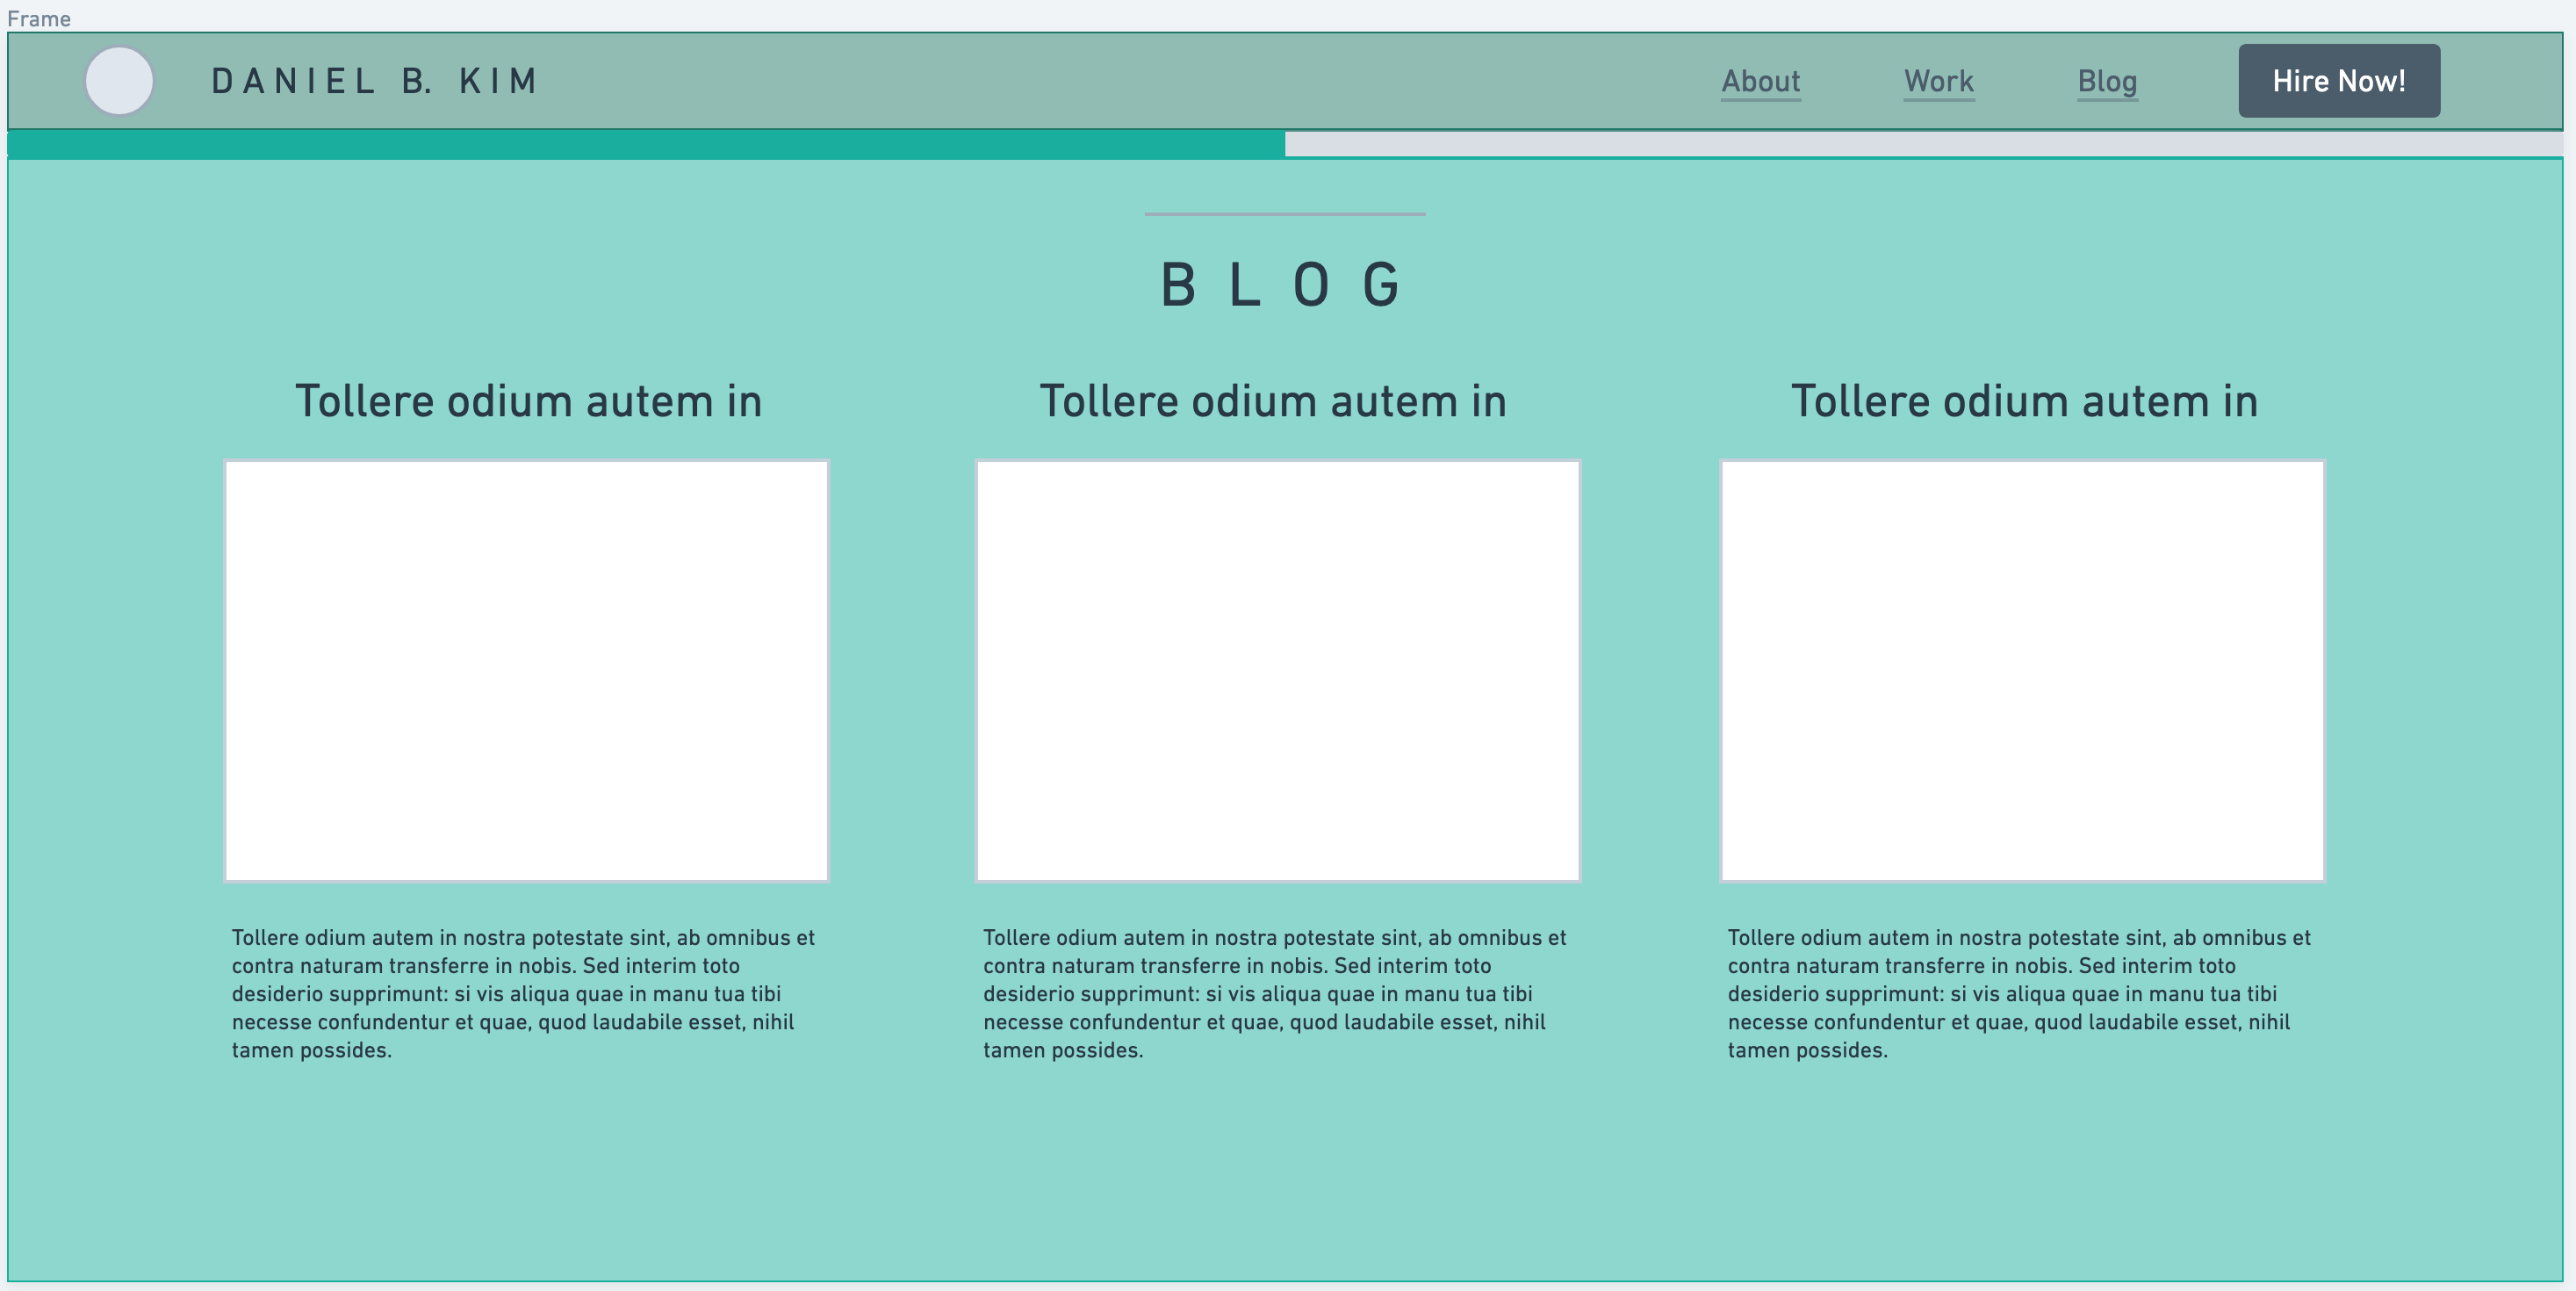 Frame
DANIEL B. KIM
About
Work
Blog
Hire Now!
BLOG
Tollere odium autem in
Tollere odium autem in nostra potestate sint, ab omnibus et
contra naturam transferre in nobis. Sed interim toto
desiderio supprimunt: si vis aliqua quae in manu tua tibi
necesse confundentur et quae, quod laudabile esset, nihil
tamen possides.
Tollere odium autem in
Tollere odium autem in nostra potestate sint, ab omnibus et
contra naturam transferre in nobis. Sed interim toto
desiderio supprimunt: si vis aliqua quae in manu tua tibi
necesse confundentur et quae, quod laudabile esset, nihil
tamen possides.
Tollere odium autem in
Tollere odium autem in nostra potestate sint, ab omnibus et
contra naturam transferre in nobis. Sed interim toto
desiderio supprimunt: si vis aliqua quae in manu tua tibi
necesse confundentur et quae, quod laudabile esset, nihil
tamen possides.